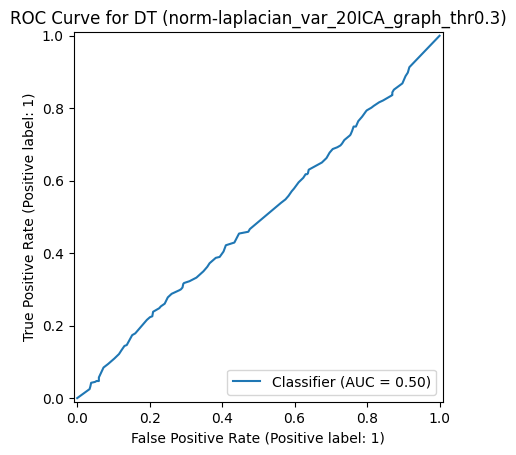 ROC Curve for DT (norm-laplacian_var_20ICA_graph_thr0.3)
1.0
0.8
0.6
0.4
0.2
0.0
True Positive Rate (Positive label: 1)
Classifier (AUC = 0.50)
0.0 0.2 0.4 0.6 0.8 1.0
False Positive Rate (Positive label: 1)